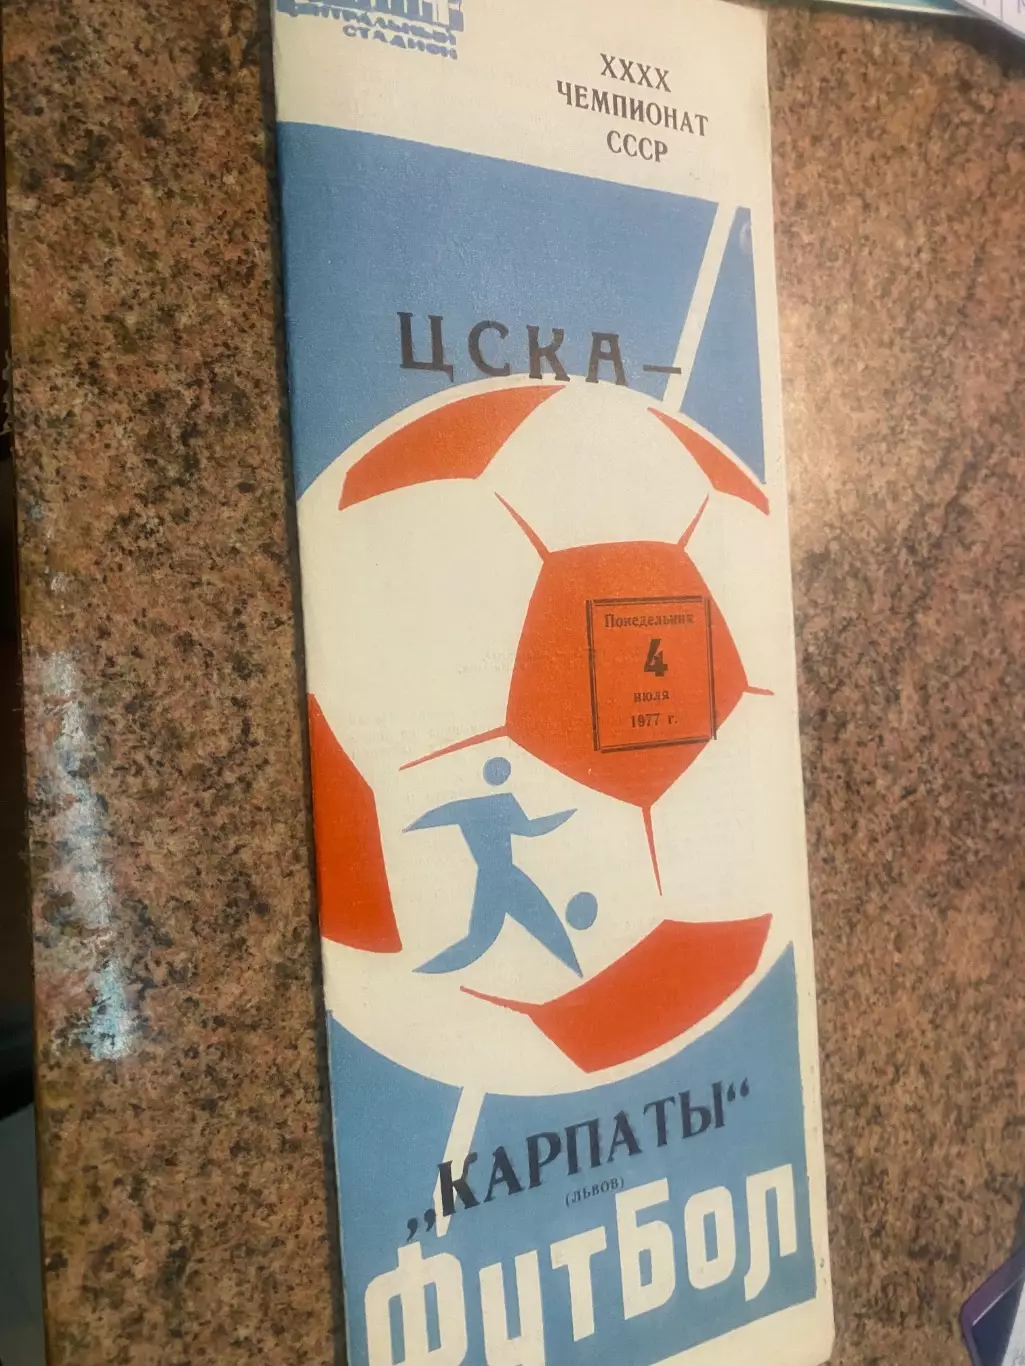 ЦЕНТРАЛЬНЫЙ
СТАДИОН
XXXX
ЧЕМПИОНАТ
СССР
ЦСКА—
Понедельник
4
июля
1977 г.
„КАРПАТЫ“
(ЛЬВОВ)
ФУТБОЛ